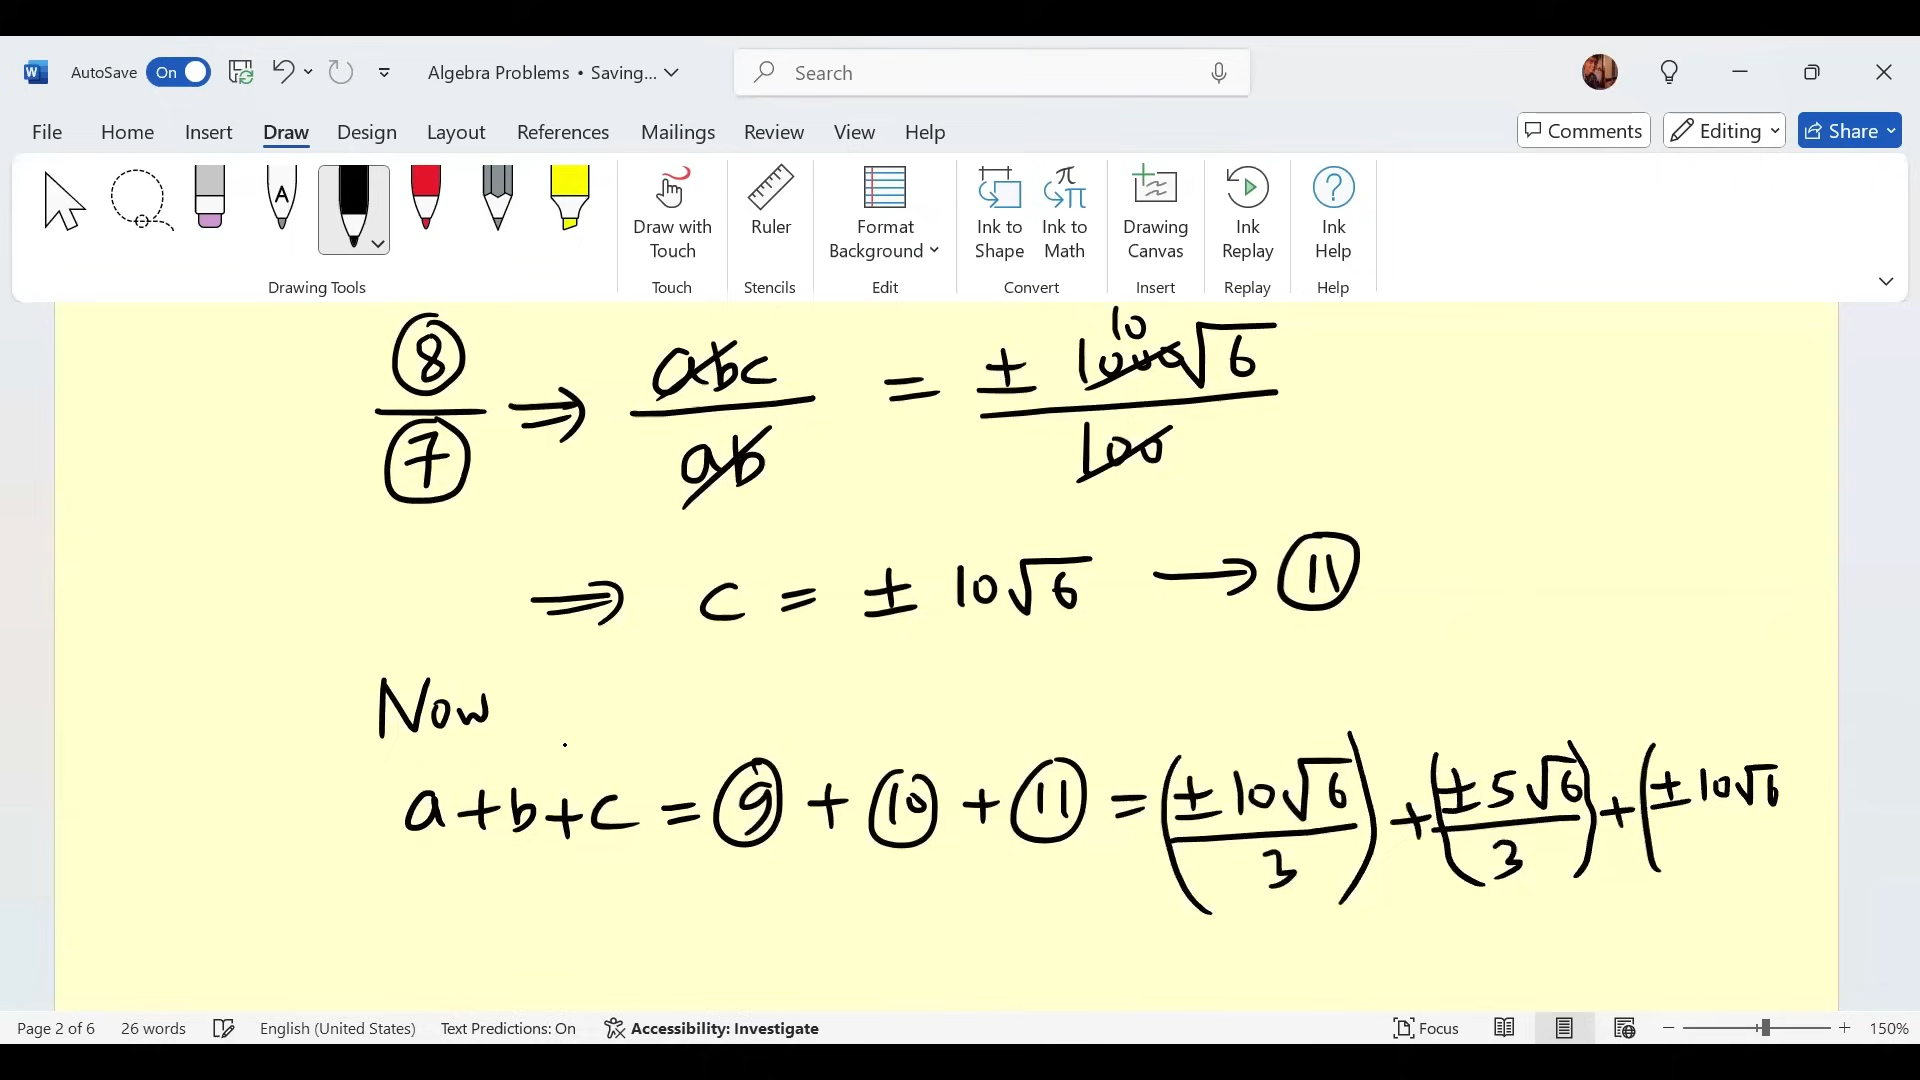 AutoSave On Algebra Problems • Saving... Search
File Home Insert Draw Design Layout References Mailings Review View Help Comments Editing Share
A
Draw with Touch Ruler Format Background Ink to Shape Ink to Math Drawing Canvas Ink Replay Ink Help
Drawing Tools Touch Stencils Edit Convert Insert Replay Help
8/7 ⇒ abc/ab = ± 1000√6/100 10
⇒ c = ± 10√6 → 11
Now
a+b+c = 9 + 10 + 11 = (± 10√6/3) + (± 5√6/3) + (± 10√6
Page 2 of 6 26 words English (United States) Text Predictions: On Accessibility: Investigate Focus 150%